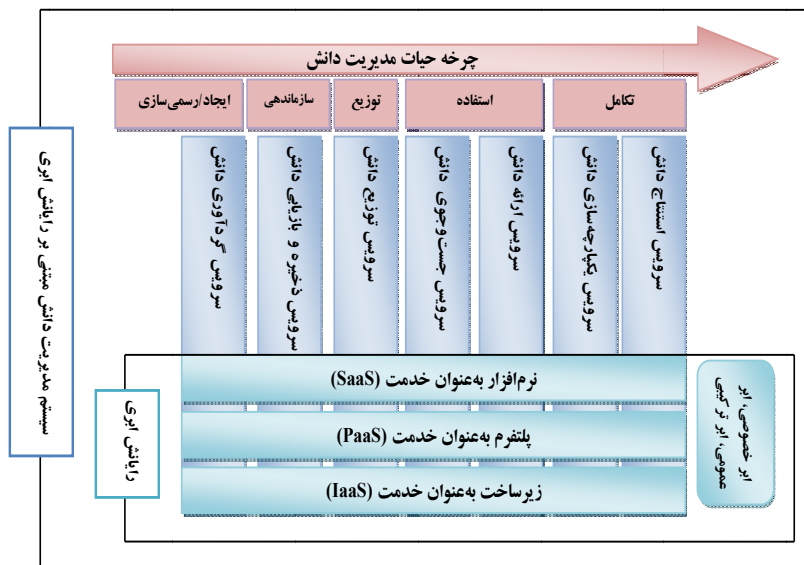 چرخه حیات مدیریت دانش
ایجاد/رسمی‌سازی
سازماندهی
توزیع
استفاده
تکامل
سرویس گردآوری دانش
سرویس ذخیره و بازیابی دانش
سرویس توزیع دانش
سرویس جست‌وجوی دانش
سرویس ارائه دانش
سرویس یکپارچه‌سازی دانش
سرویس استنتاج دانش
سیستم مدیریت دانش مبتنی بر رایانش ابری
رایانش ابری
نرم‌افزار به‌عنوان خدمت (SaaS)
پلتفرم به‌عنوان خدمت (PaaS)
زیرساخت به‌عنوان خدمت (IaaS)
ابر خصوصی، ابر
عمومی، ابر ترکیبی